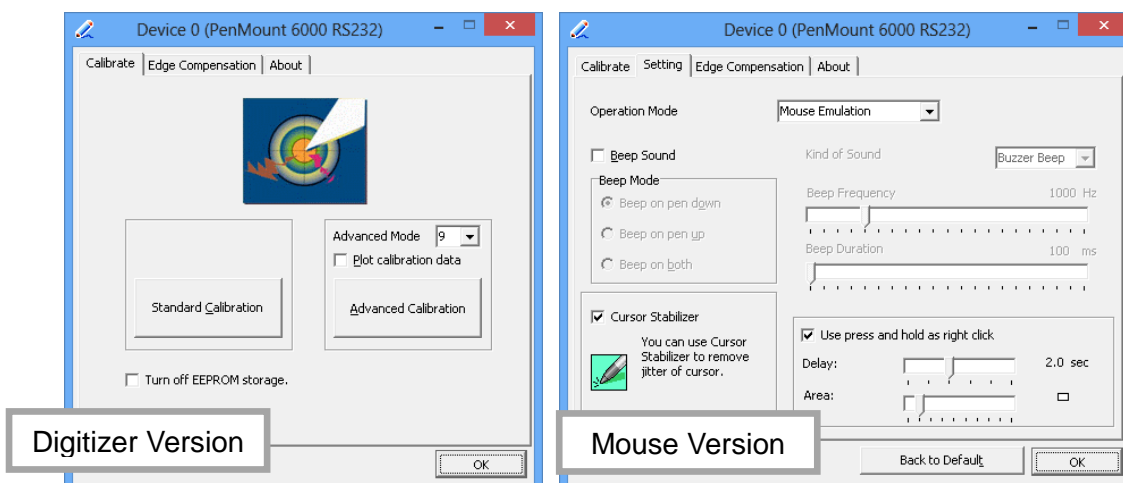 Device 0 (PenMount 6000 RS232)
Calibrate Edge Compensation About
Advanced Mode 9
Plot calibration data
Standard Calibration
Advanced Calibration
Turn off EEPROM storage.
OK
Digitizer Version
Device 0 (PenMount 6000 RS232)
Calibrate Setting Edge Compensation About
Operation Mode Mouse Emulation
Beep Sound
Kind of Sound Buzzer Beep
Beep Mode
Beep on pen down
Beep on pen up
Beep on both
Beep Frequency 1000 Hz
Beep Duration 100 ms
Cursor Stabilizer
You can use Cursor
Stabilizer to remove
jitter of cursor.
Use press and hold as right click
Delay: 2.0 sec
Area:
Back to Default
OK
Mouse Version